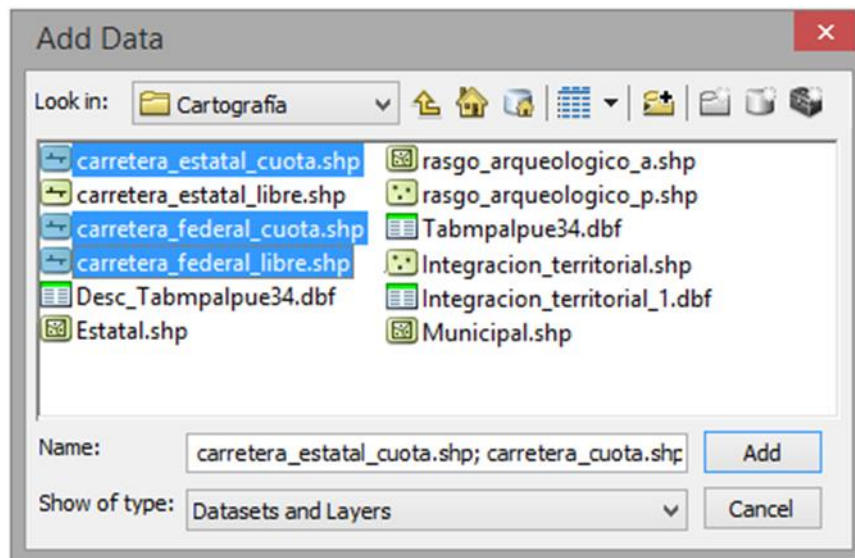 Add Data
Look in: Cartografía
carretera_estatal_cuota.shp
carretera_estatal_libre.shp
carretera_federal_cuota.shp
carretera_federal_libre.shp
Desc_Tabmpalpue34.dbf
Estatal.shp
rasgo_arqueologico_a.shp
rasgo_arqueologico_p.shp
Tabmpalpue34.dbf
Integracion_territorial.shp
Integracion_territorial_1.dbf
Municipal.shp
Name: carretera_estatal_cuota.shp; carretera_cuota.shp Add
Show of type: Datasets and Layers Cancel